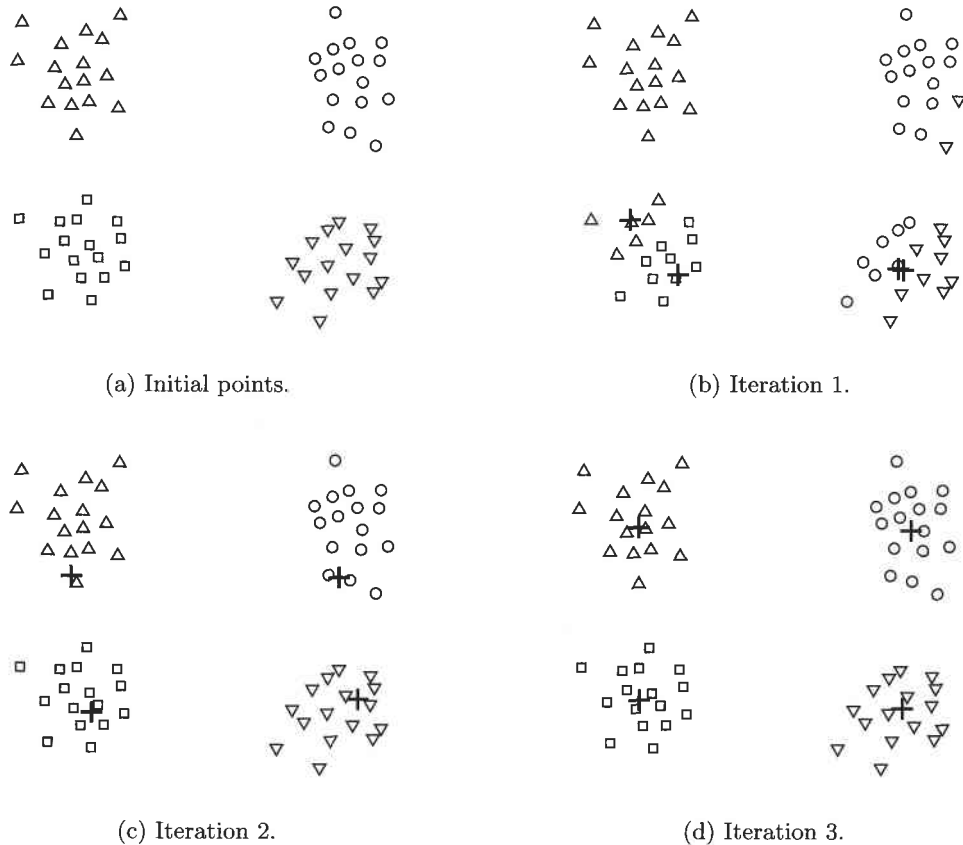 (a) Initial points.
(b) Iteration 1.
(c) Iteration 2.
(d) Iteration 3.